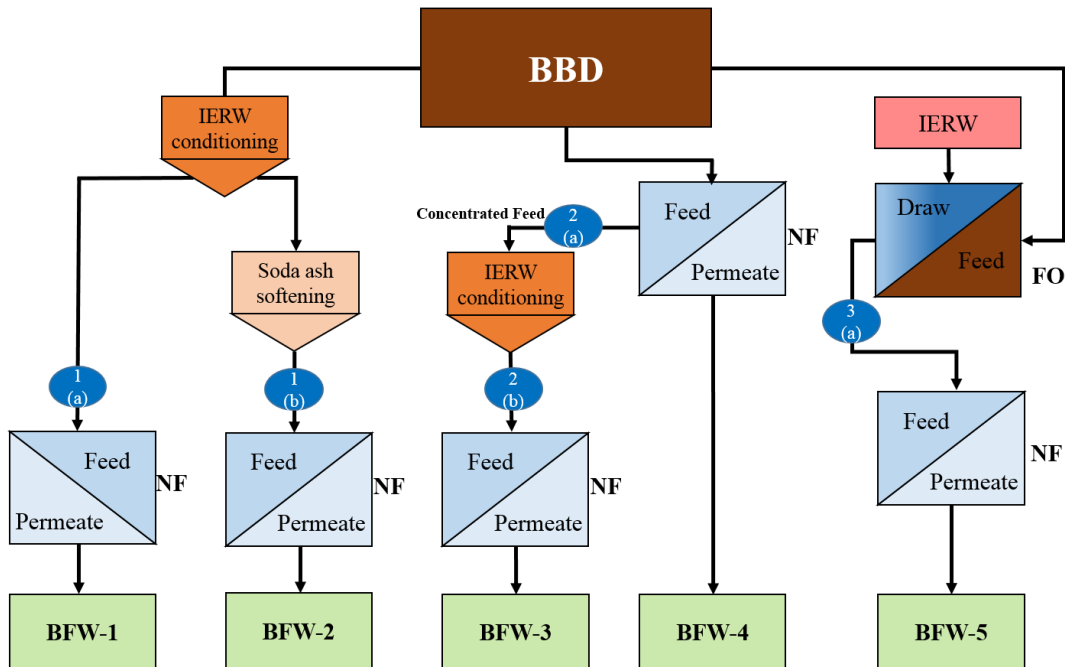 BBD
IERW
conditioning
IERW
Draw
Feed
FO
Feed
Permeate
NF
Concentrated Feed
2
(a)
IERW
conditioning
Soda ash
softening
3
(a)
1
(a)
1
(b)
2
(b)
Feed
Permeate
NF
Feed
Permeate
NF
Feed
Permeate
NF
Feed
Permeate
NF
BFW-1
BFW-2
BFW-3
BFW-4
BFW-5